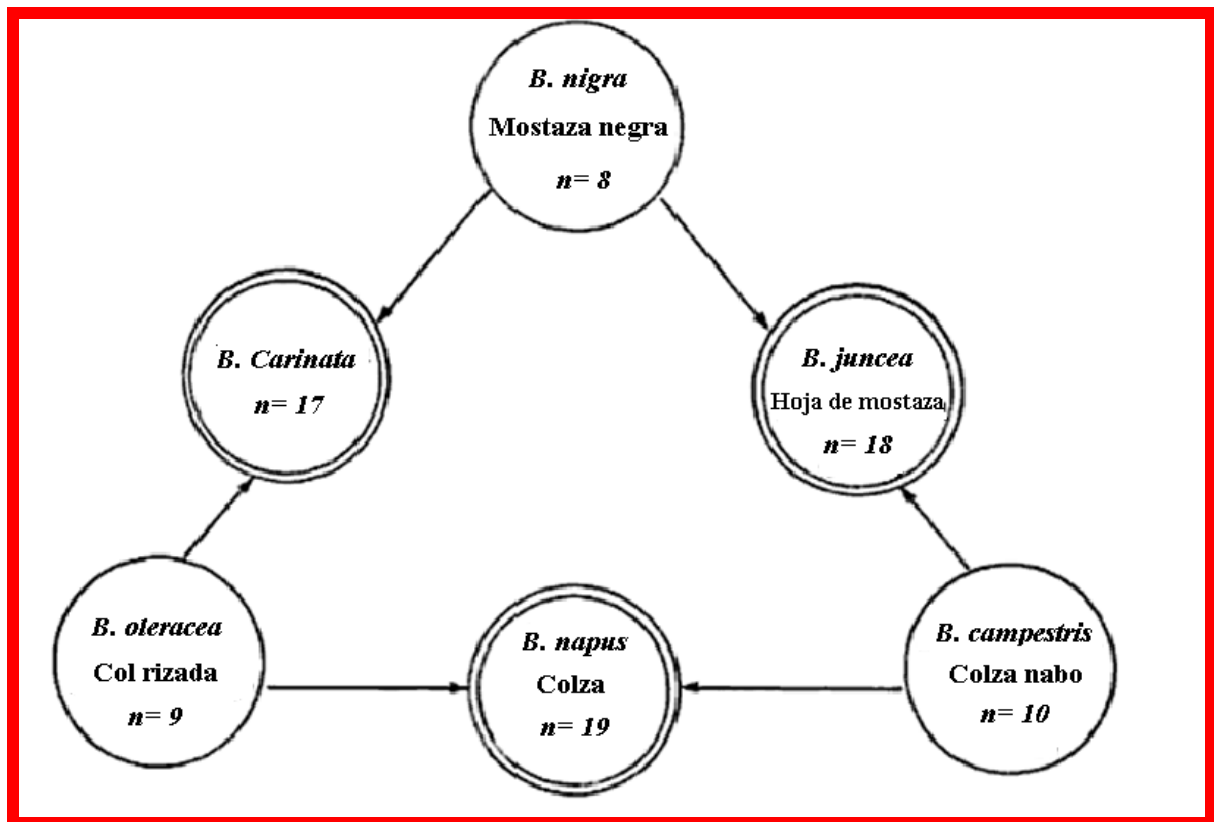 B. nigra
Mostaza negra
n= 8
B. Carinata
n= 17
B. juncea
Hoja de mostaza
n= 18
B. oleracea
Col rizada
n= 9
B. napus
Colza
n= 19
B. campestris
Colza nabo
n= 10